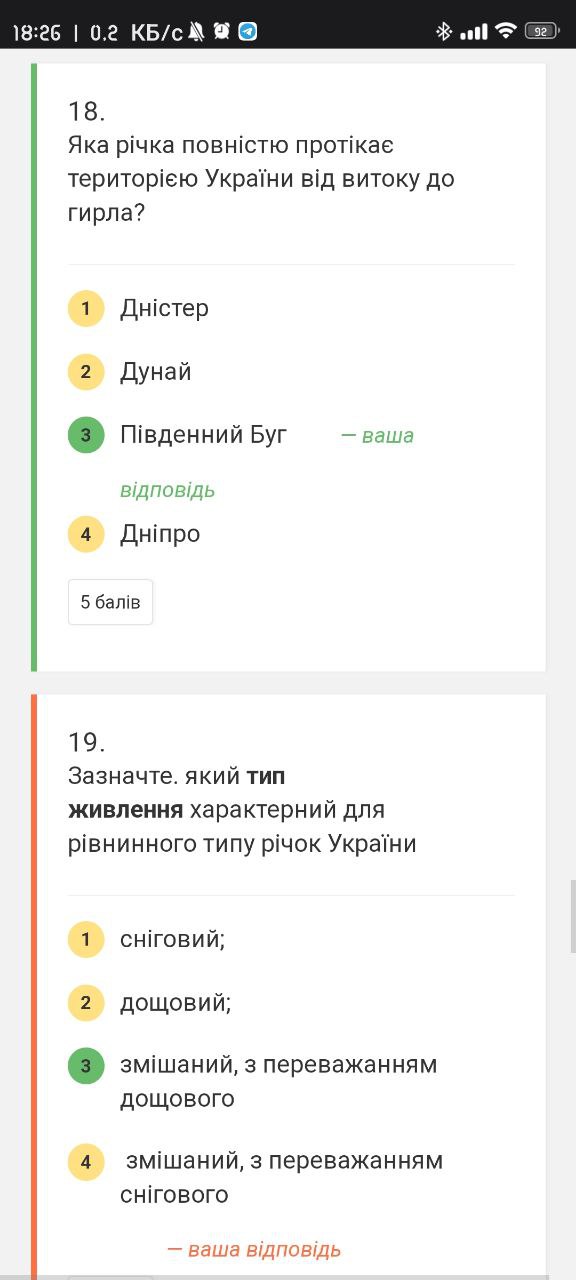 18:26 | 0.2 КБ/с
92
18.
Яка річка повністю протікає
територією України від витоку до
гирла?
1 Дністер
2 Дунай
3 Південний Буг — ваша
відповідь
4 Дніпро
5 балів
19.
Зазначте. який тип
живлення характерний для
рівнинного типу річок України
1 сніговий;
2 дощовий;
3 змішаний, з переважанням
дощового
4 змішаний, з переважанням
снігового
— ваша відповідь